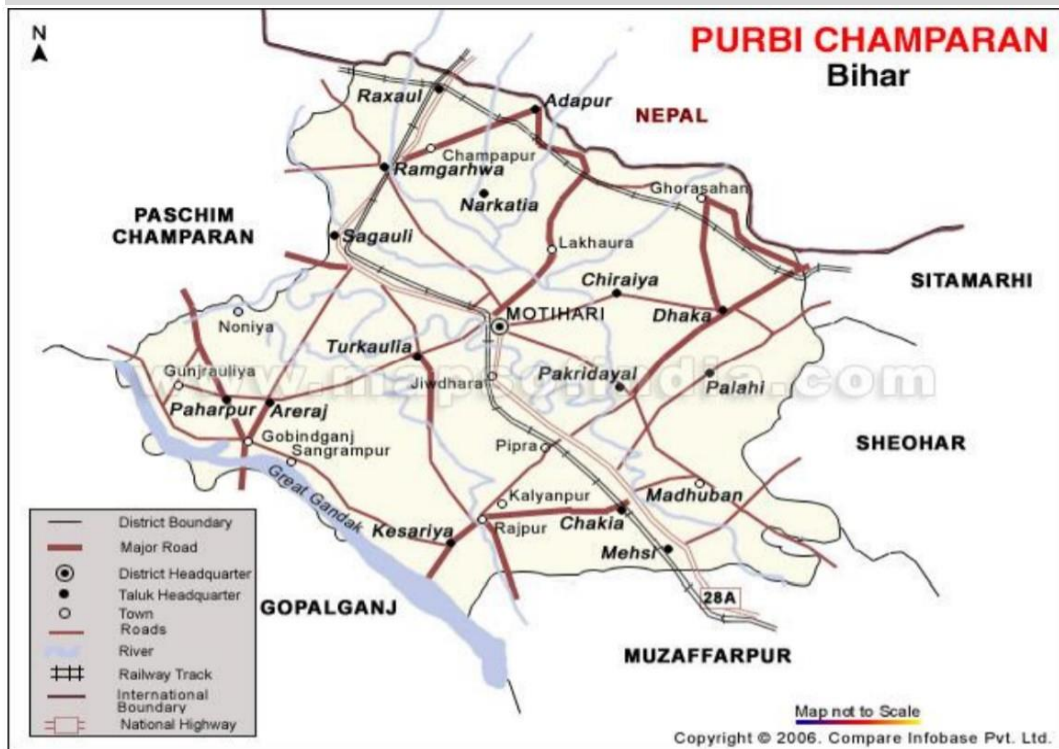 N
PURBI CHAMPARAN
Bihar
Raxaul
Adapur
NEPAL
Champapur
Ramgarhwa
Ghorasahan
Narkatia
PASCHIM
CHAMPARAN
Sagauli
Lakhaura
SITAMARHI
Chiraiya
Noniya
MOTIHARI
Dhaka
Turkaulia
www.mapsofindia.com
Gunjrauliya
Jiwdhara
Pakridayal
Palahi
Paharpur
Areraj
Gobindganj
Sangrampur
Pipra
SHEOHAR
Great Gandak
Madhuban
Kalyanpur
Rajpur
Chakia
Kesariya
Mehsi
28A
GOPALGANJ
MUZAFFARPUR
District Boundary
Major Road
District Headquarter
Taluk Headquarter
Town
Roads
River
Railway Track
International
Boundary
National Highway
Map not to Scale
Copyright © 2006. Compare Infobase Pvt. Ltd.